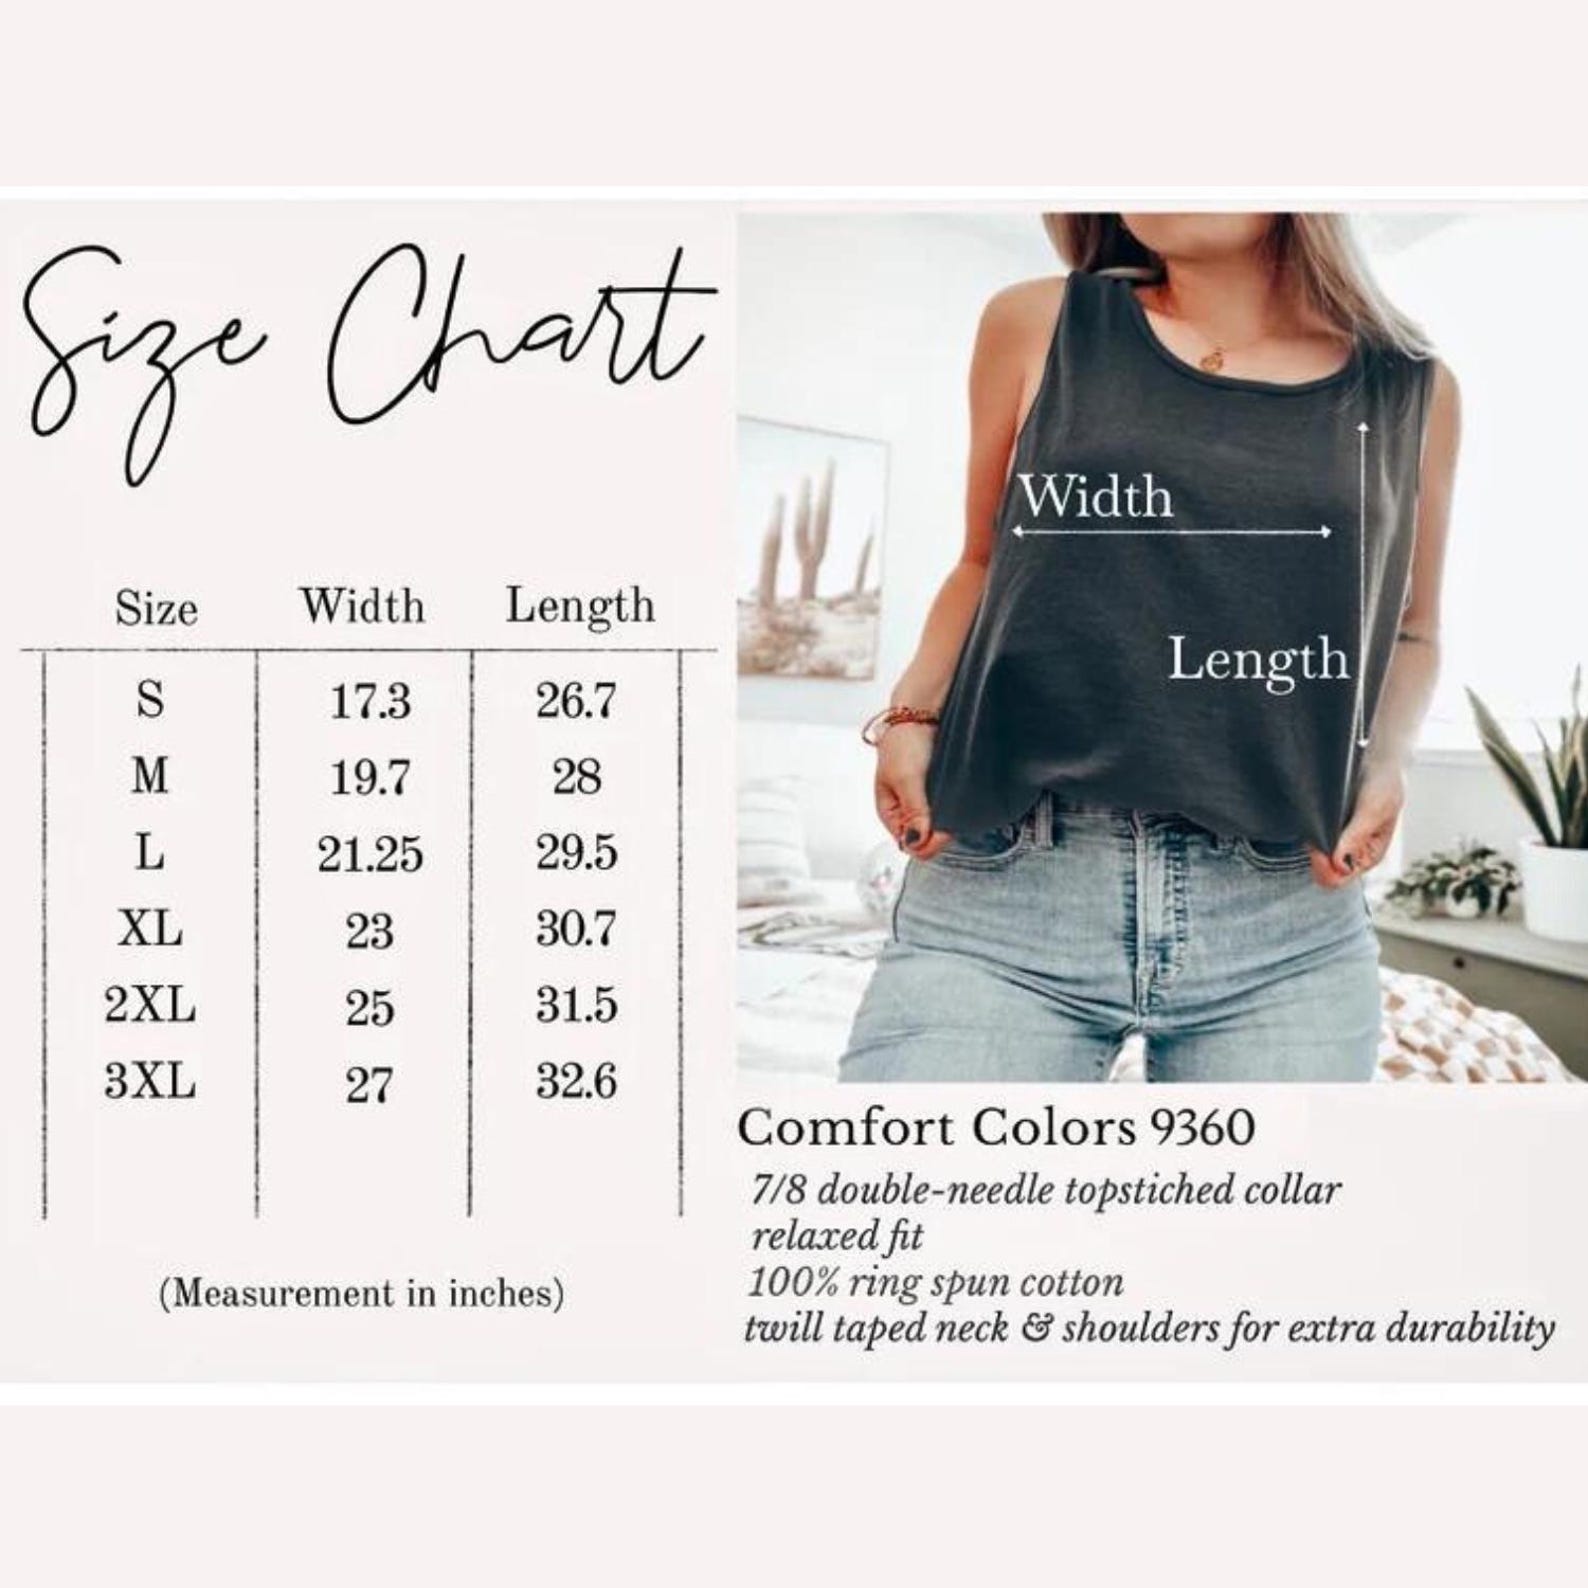 Size Chart
Size Width Length
S 17.3 26.7
M 19.7 28
L 21.25 29.5
XL 23 30.7
2XL 25 31.5
3XL 27 32.6
(Measurement in inches)
Width
Length
Comfort Colors 9360
7/8 double-needle topstiched collar
relaxed fit
100% ring spun cotton
twill taped neck & shoulders for extra durability